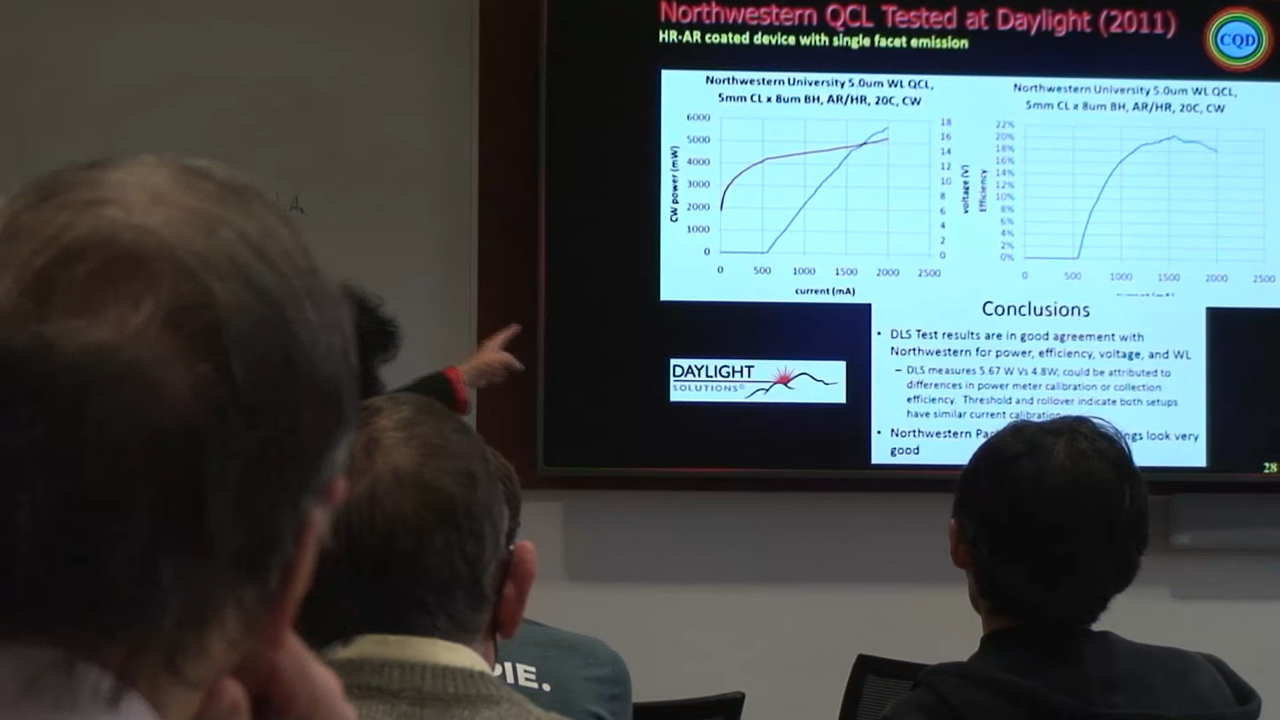 Northwestern QCL Tested at Daylight (2011)
HR-AR coated device with single facet emission
CQD
Northwestern University 5.0um WL QCL,
5mm CL x 8um BH, AR/HR, 20C, CW
6000
5000
4000
3000
2000
1000
0
CW power (mW)
18
16
14
12
10
8
6
4
2
0
voltage (V)
0 500 1000 1500 2000 2500
current (mA)
Northwestern University 5.0um WL QCL,
5mm CL x 8um BH, AR/HR, 20C, CW
22%
20%
18%
16%
14%
12%
10%
8%
6%
4%
2%
0%
Efficiency
0 500 1000 1500 2000 2500
DAYLIGHT
SOLUTIONS®
Conclusions
• DLS Test results are in good agreement with
Northwestern for power, efficiency, voltage, and WL
– DLS measures 5.67 W Vs 4.8W; could be attributed to
differences in power meter calibration or collection
efficiency. Threshold and rollover indicate both setups
have similar current calibration
• Northwestern look very
good
28
PIE.